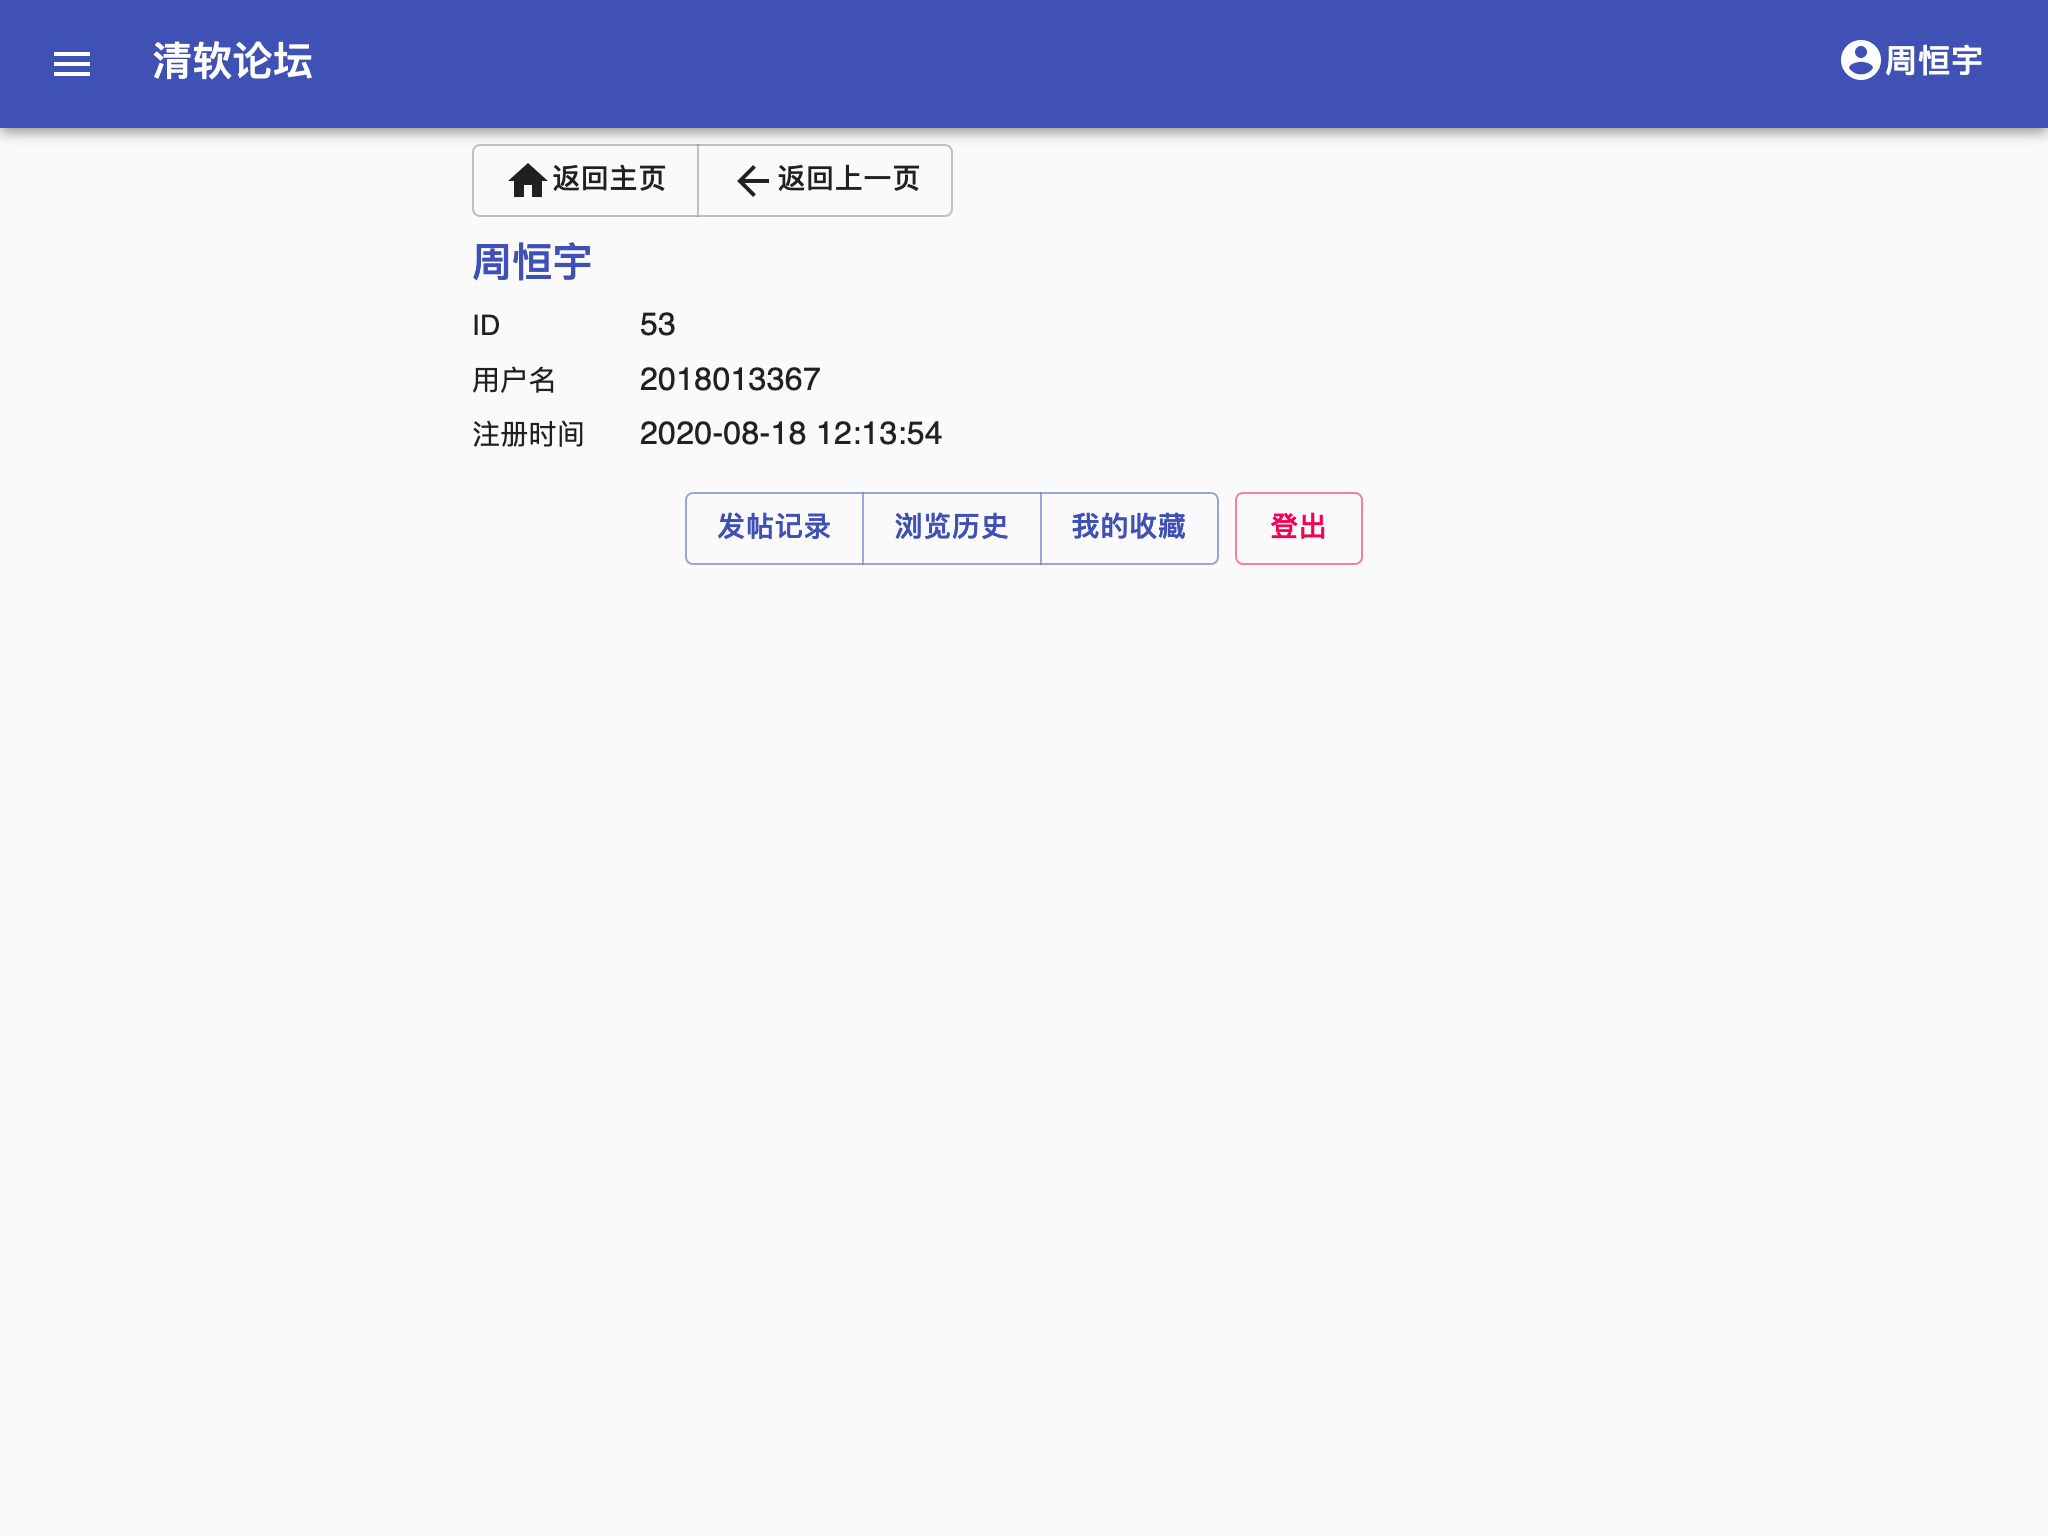 清软论坛
周恒宇
返回主页 返回上一页
周恒宇
ID 53
用户名 2018013367
注册时间 2020-08-18 12:13:54
发帖记录 浏览历史 我的收藏 登出